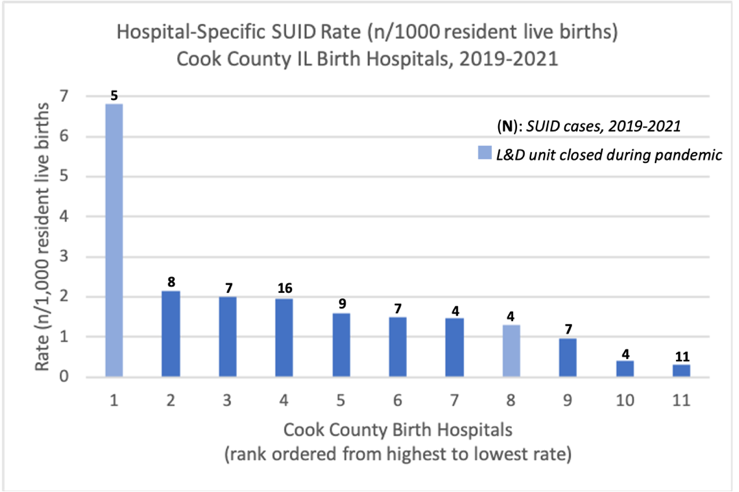 Hospital-Specific SUID Rate (n/1000 resident live births)
Cook County IL Birth Hospitals, 2019-2021
Rate (n/1,000 resident live births
7
6
5
4
3
2
1
0
(N): SUID cases, 2019-2021
L&D unit closed during pandemic
5
8
7
16
9
7
4
4
7
4
11
1 2 3 4 5 6 7 8 9 10 11
Cook County Birth Hospitals
(rank ordered from highest to lowest rate)